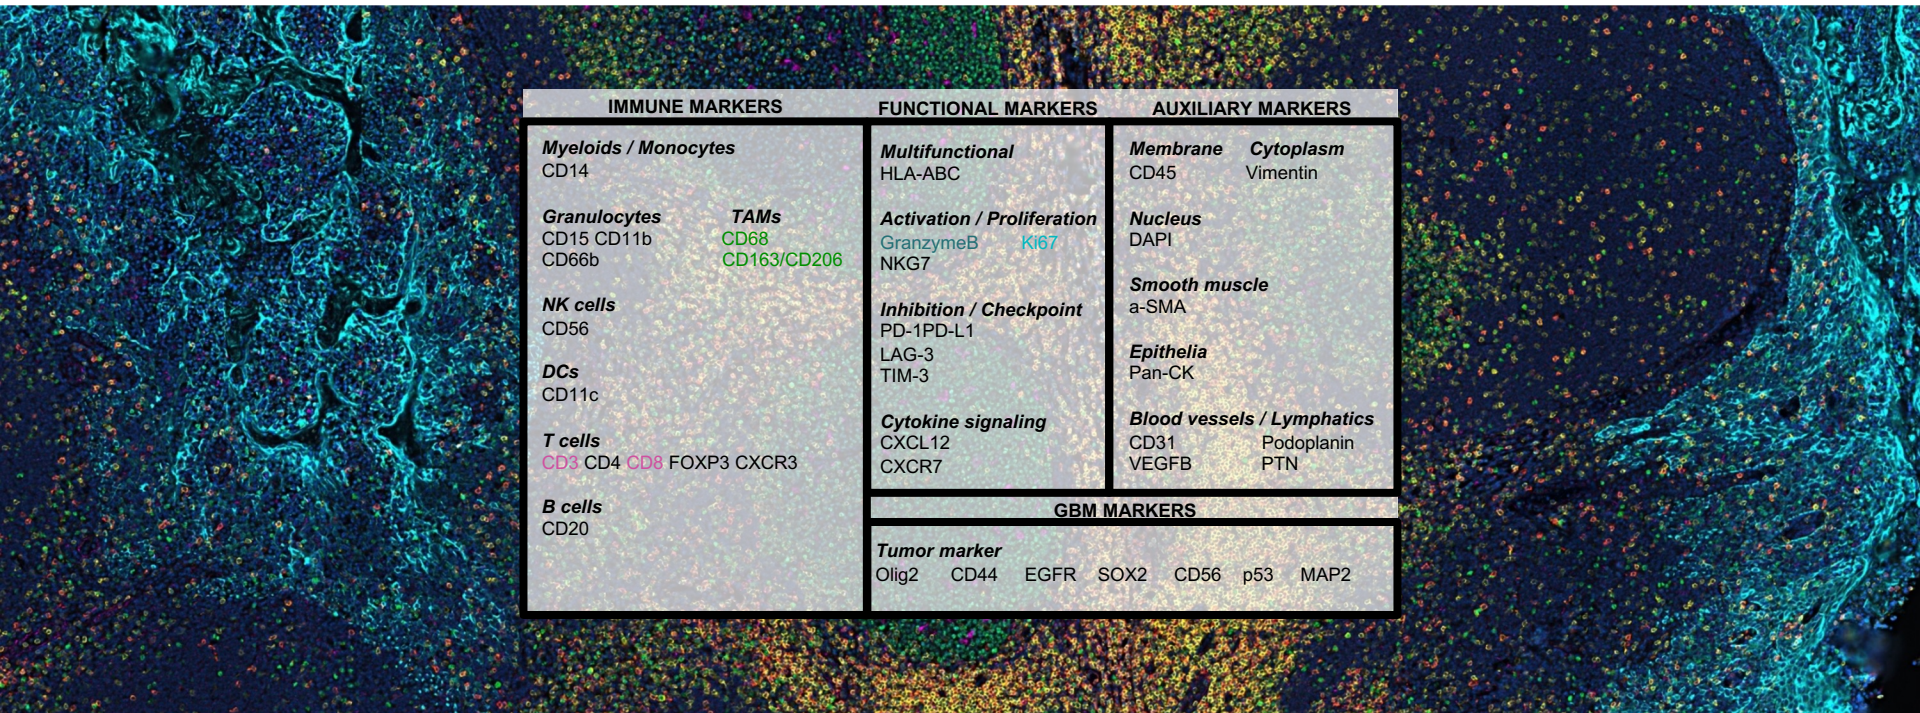 IMMUNE MARKERS
Myeloids / Monocytes
CD14
Granulocytes TAMs
CD15 CD11b CD68
CD66b CD163/CD206
NK cells
CD56
DCs
CD11c
T cells
CD3 CD4 CD8 FOXP3 CXCR3
B cells
CD20
FUNCTIONAL MARKERS
Multifunctional
HLA-ABC
Activation / Proliferation
GranzymeB Ki67
NKG7
Inhibition / Checkpoint
PD-1PD-L1
LAG-3
TIM-3
Cytokine signaling
CXCL12
CXCR7
AUXILIARY MARKERS
Membrane Cytoplasm
CD45 Vimentin
Nucleus
DAPI
Smooth muscle
a-SMA
Epithelia
Pan-CK
Blood vessels / Lymphatics
CD31 Podoplanin
VEGFB PTN
GBM MARKERS
Tumor marker
Olig2 CD44 EGFR SOX2 CD56 p53 MAP2